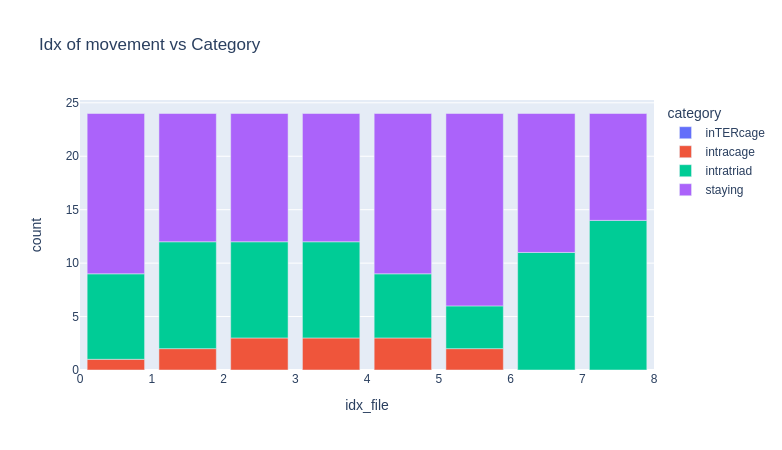 Idx of movement vs Category
25
20
15
10
5
0
count
0 1 2 3 4 5 6 7 8
idx_file
category
inTERcage
intracage
intratriad
staying